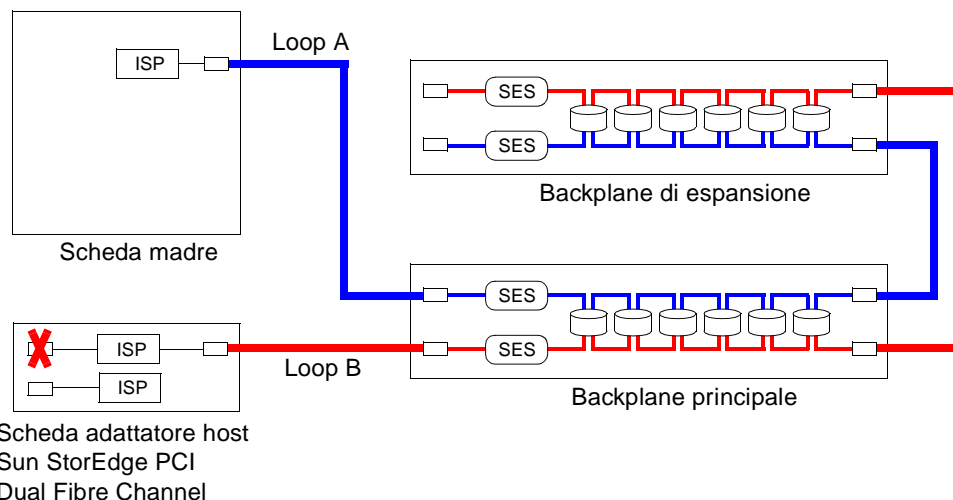 Loop A
ISP
SES
SES
Backplane di espansione
Scheda madre
SES
SES
ISP
ISP
Loop B
Backplane principale
Scheda adattatore host
Sun StorEdge PCI
Dual Fibre Channel